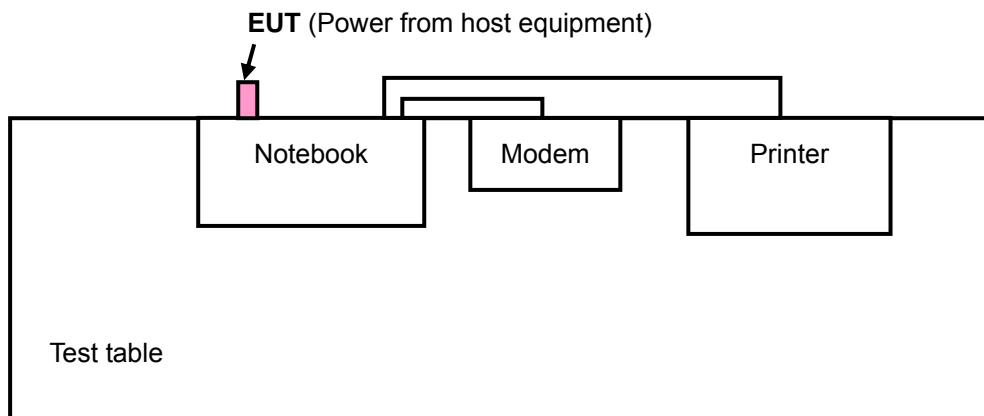 EUT (Power from host equipment)
Notebook
Modem
Printer
Test table